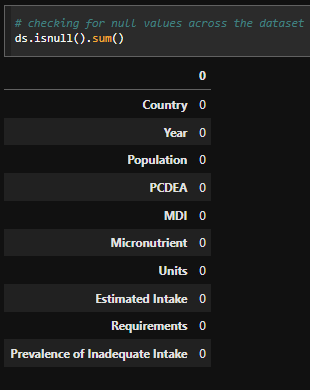 # checking for null values across the dataset
ds.isnull().sum()
0
Country 0
Year 0
Population 0
PCDEA 0
MDI 0
Micronutrient 0
Units 0
Estimated Intake 0
Requirements 0
Prevalence of Inadequate Intake 0